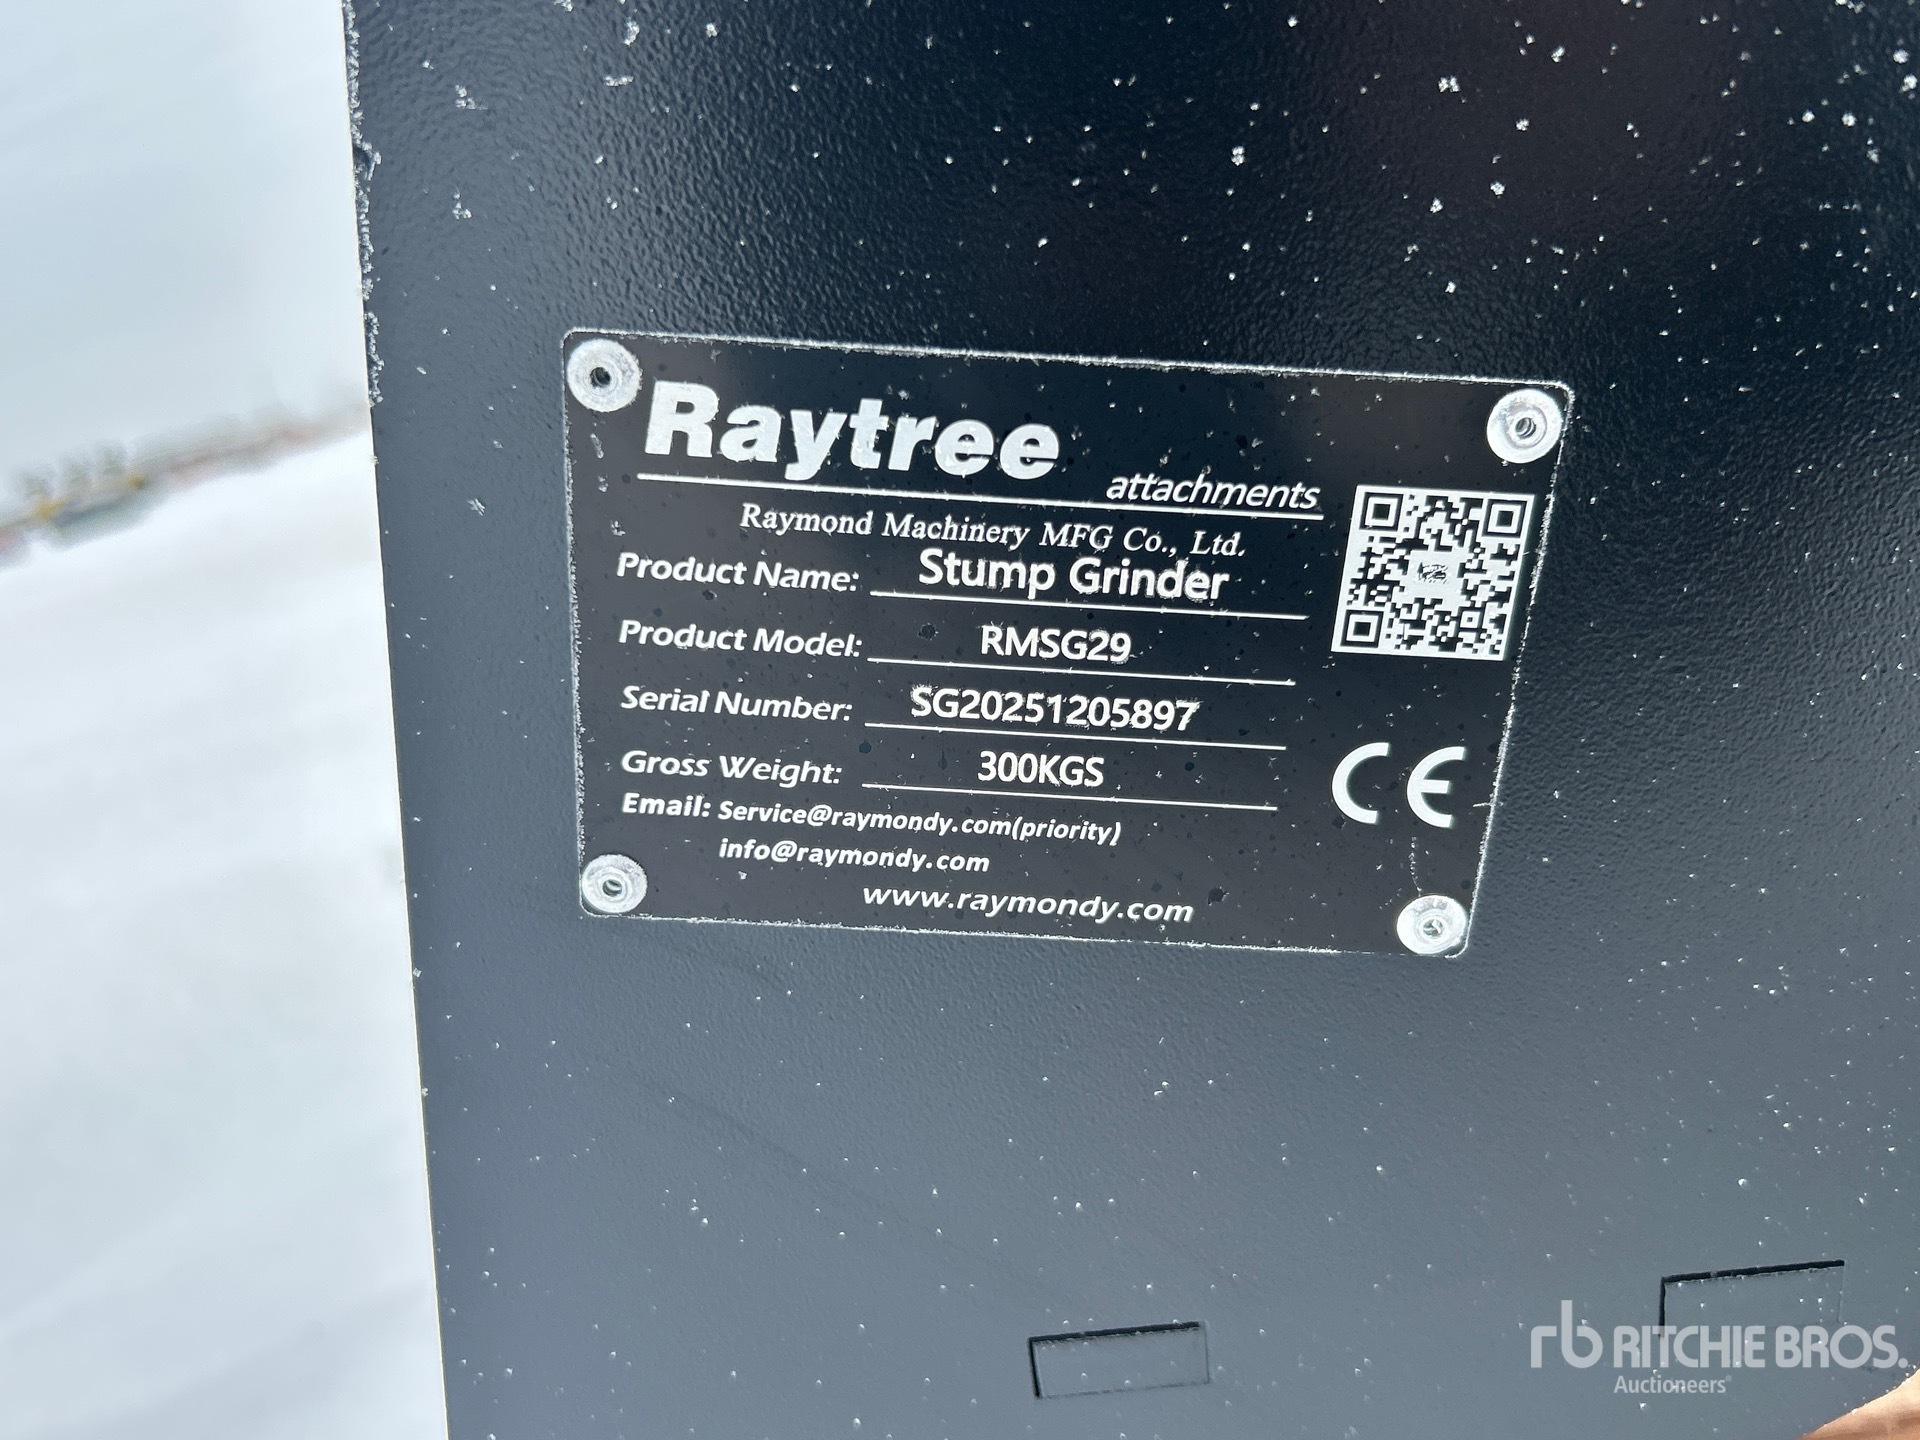 Raytree
attachments
Raymond Machinery MFG Co., Ltd.
Product Name: Stump Grinder
Product Model: RMSG29
Serial Number: SG20251205897
Gross Weight: 300KGS
Email: Service@raymondy.com(priority)
info@raymondy.com
www.raymondy.com
CE
rb RITCHIE BROS.
Auctioneers®